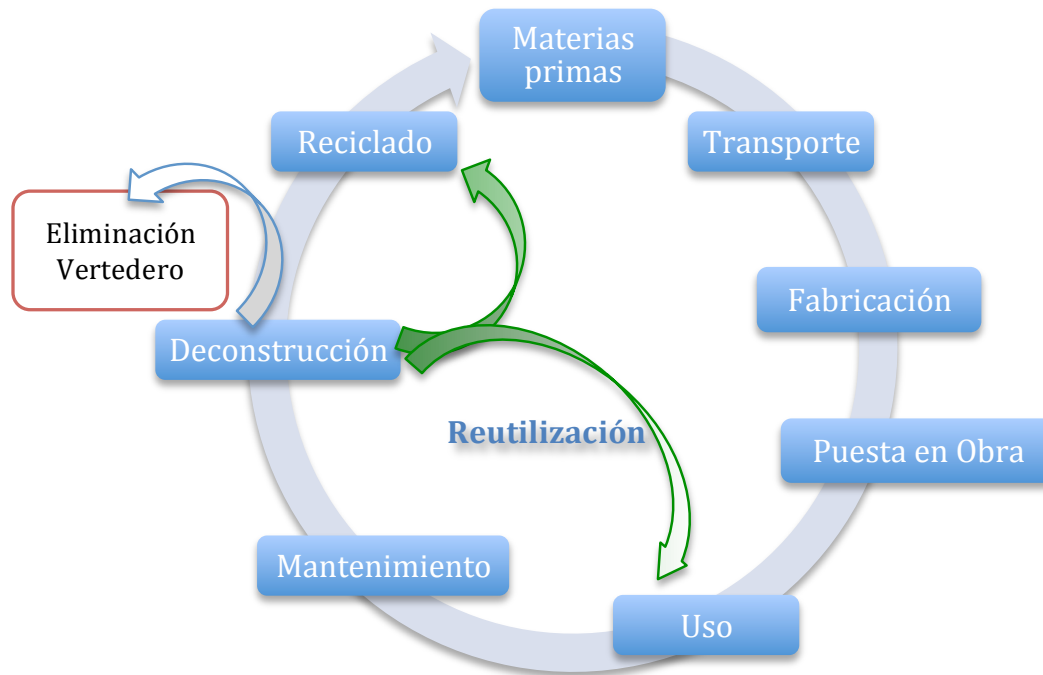 Materias
primas
Transporte
Fabricación
Puesta en Obra
Uso
Mantenimiento
Deconstrucción
Reciclado
Eliminación
Vertedero
Reutilización